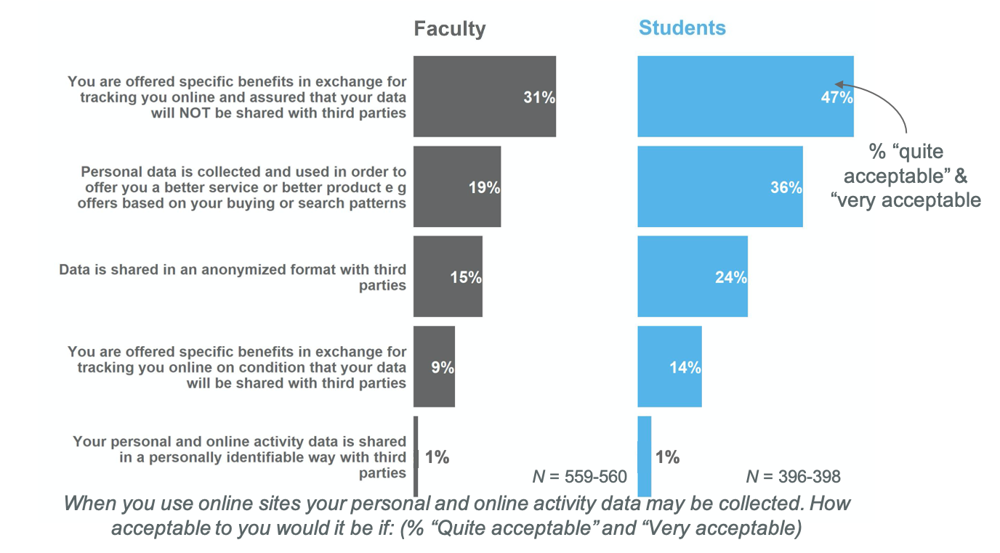 Faculty
Students
You are offered specific benefits in exchange for
tracking you online and assured that your data
will NOT be shared with third parties
31%
47%
% “quite
acceptable” &
“very acceptable
Personal data is collected and used in order to
offer you a better service or better product e g
offers based on your buying or search patterns
19%
36%
Data is shared in an anonymized format with third
parties
15%
24%
You are offered specific benefits in exchange for
tracking you online on condition that your data
will be shared with third parties
9%
14%
Your personal and online activity data is shared
in a personally identifiable way with third
parties
1%
1%
N = 559-560
N = 396-398
When you use online sites your personal and online activity data may be collected. How
acceptable to you would it be if: (% “Quite acceptable” and “Very acceptable)